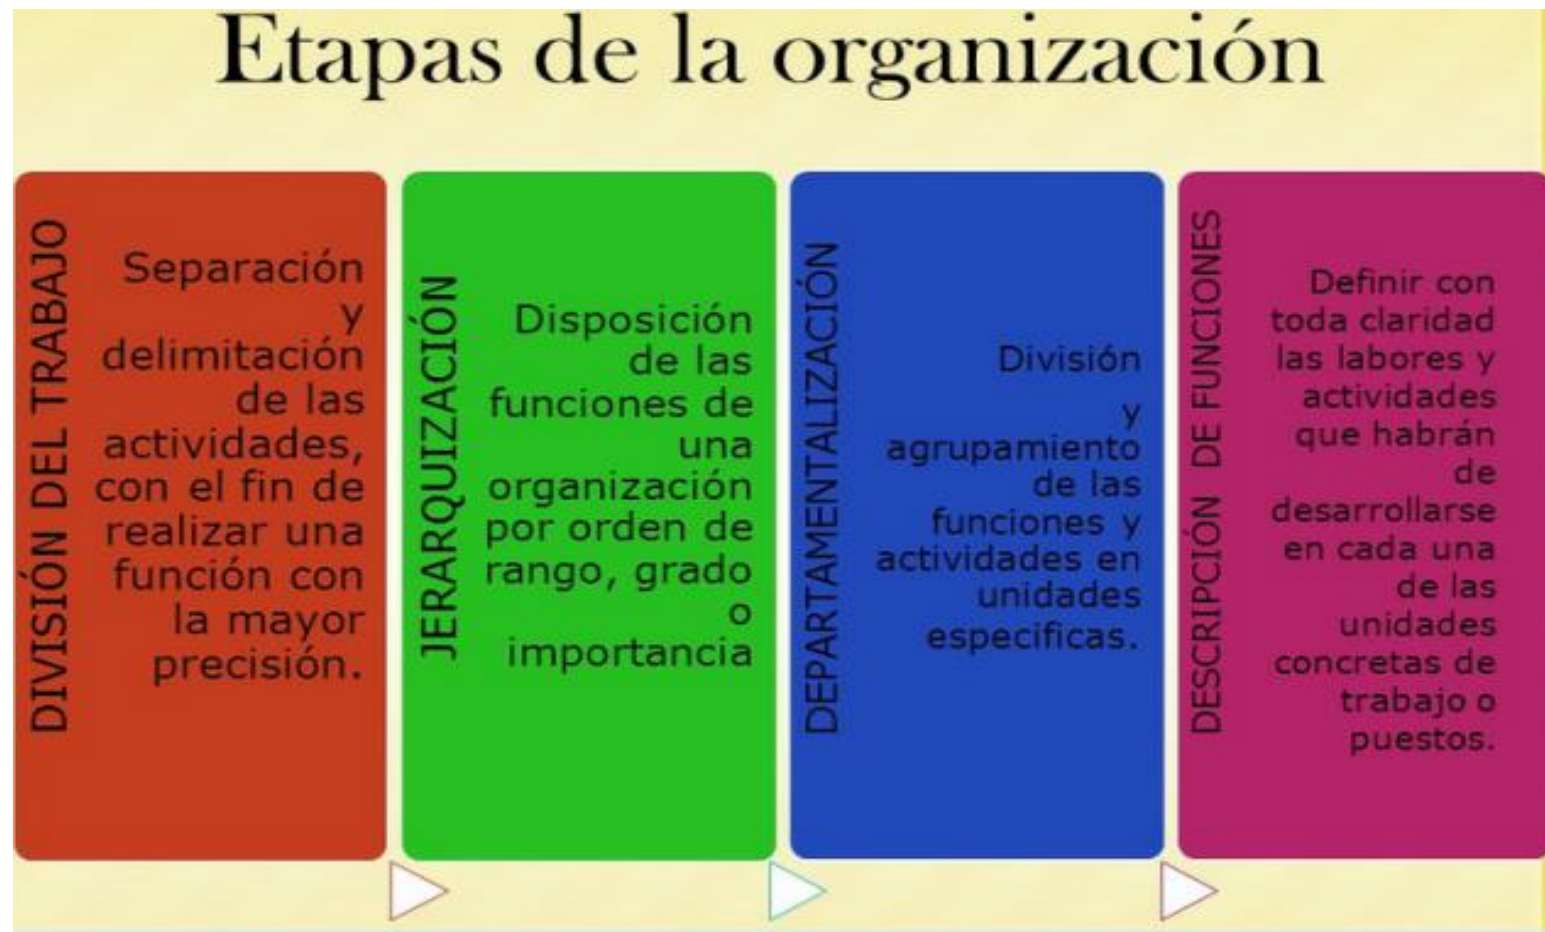 Etapas de la organización
DIVISIÓN DEL TRABAJO
Separación
y
delimitación
de las
actividades,
con el fin de
realizar una
función con
la mayor
precisión.
JERARQUIZACIÓN
Disposición
de las
funciones de
una
organización
por orden de
rango, grado
o
importancia
DEPARTAMENTALIZACIÓN
División
y
agrupamiento
de las
funciones y
actividades en
unidades
especificas.
DESCRIPCIÓN DE FUNCIONES
Definir con
toda claridad
las labores y
actividades
que habrán
de
desarrollarse
en cada una
de las
unidades
concretas de
trabajo o
puestos.